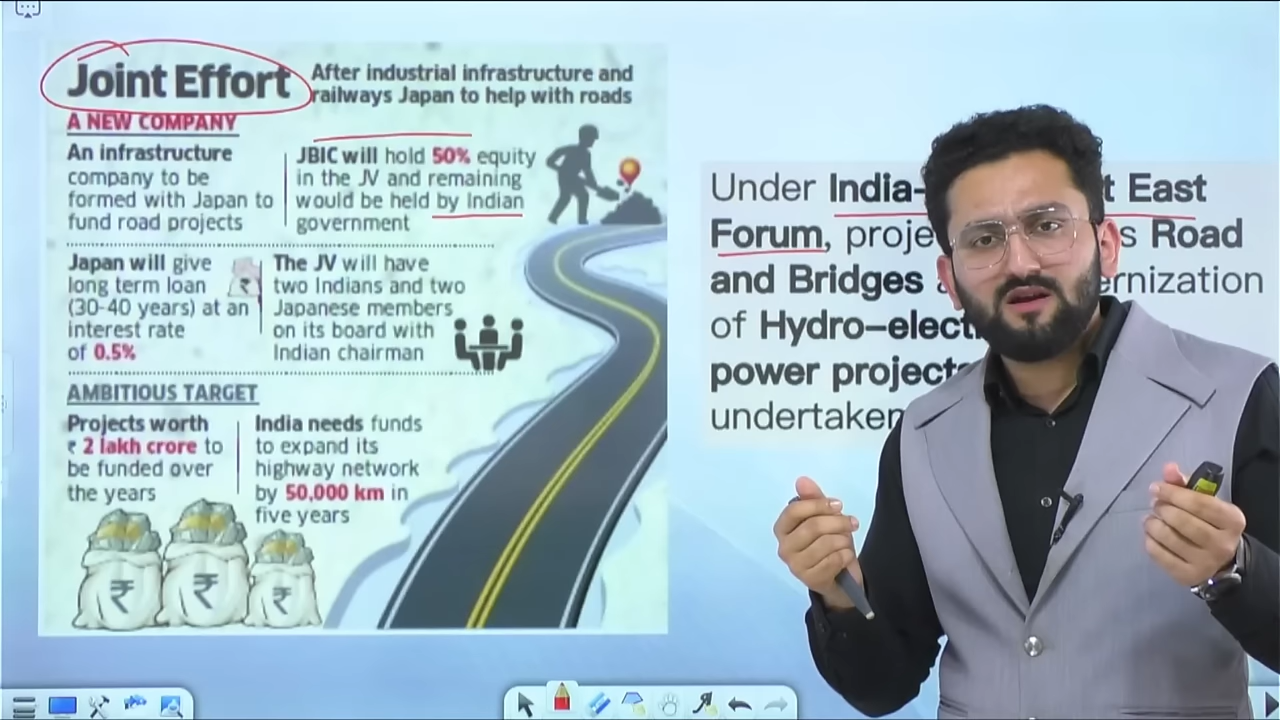 Joint Effort
After industrial infrastructure and
railways Japan to help with roads
A NEW COMPANY
An infrastructure
company to be
formed with Japan to
fund road projects
JBIC will hold 50% equity
in the JV and remaining
would be held by Indian
government
Japan will give
long term loan
(30-40 years) at an
interest rate
of 0.5%
₹
The JV will have
two Indians and two
Japanese members
on its board with
Indian chairman
AMBITIOUS TARGET
Projects worth
₹ 2 lakh crore to
be funded over
the years
India needs funds
to expand its
highway network
by 50,000 km in
five years
₹ ₹ ₹
Under India- t East
Forum, proje s Road
and Bridges ernization
of Hydro-elect
power projects
undertaken